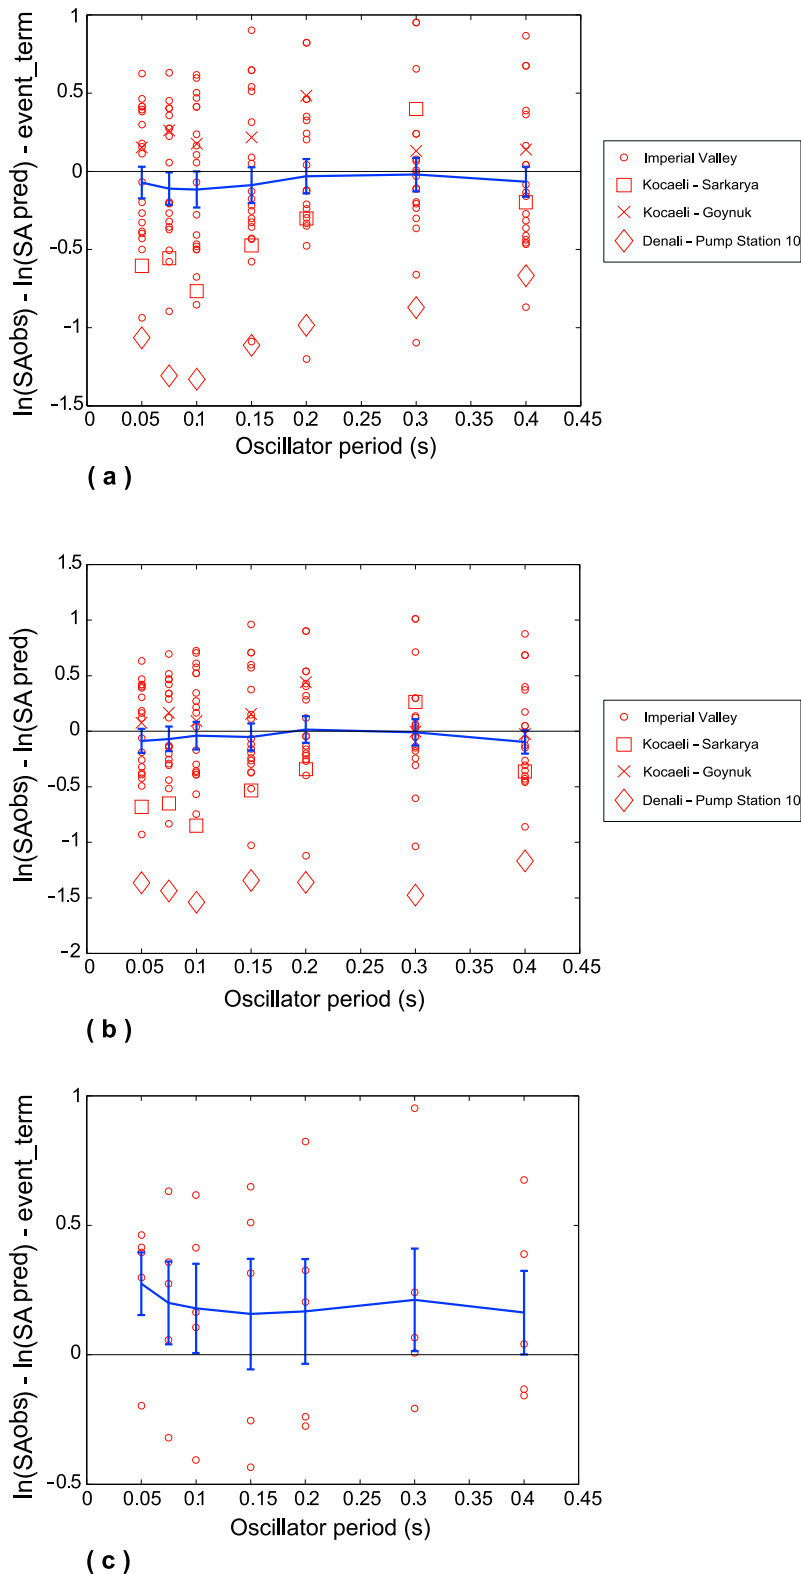 1
0.5
0
−0.5
−1
−1.5
0 0.05 0.1 0.15 0.2 0.25 0.3 0.35 0.4 0.45
ln(SAobs) - ln(SA pred) - event_term
Oscillator period (s)
Imperial Valley
Kocaeli - Sarkarya
Kocaeli - Goynuk
Denali - Pump Station 10
( a )
1.5
1
0.5
0
−0.5
−1
−1.5
−2
0 0.05 0.1 0.15 0.2 0.25 0.3 0.35 0.4 0.45
ln(SAobs) - ln(SA pred)
Oscillator period (s)
Imperial Valley
Kocaeli - Sarkarya
Kocaeli - Goynuk
Denali - Pump Station 10
( b )
1
0.5
0
−0.5
0 0.05 0.1 0.15 0.2 0.25 0.3 0.35 0.4 0.45
ln(SAobs) - ln(SA pred) - event_term
Oscillator period (s)
( c )